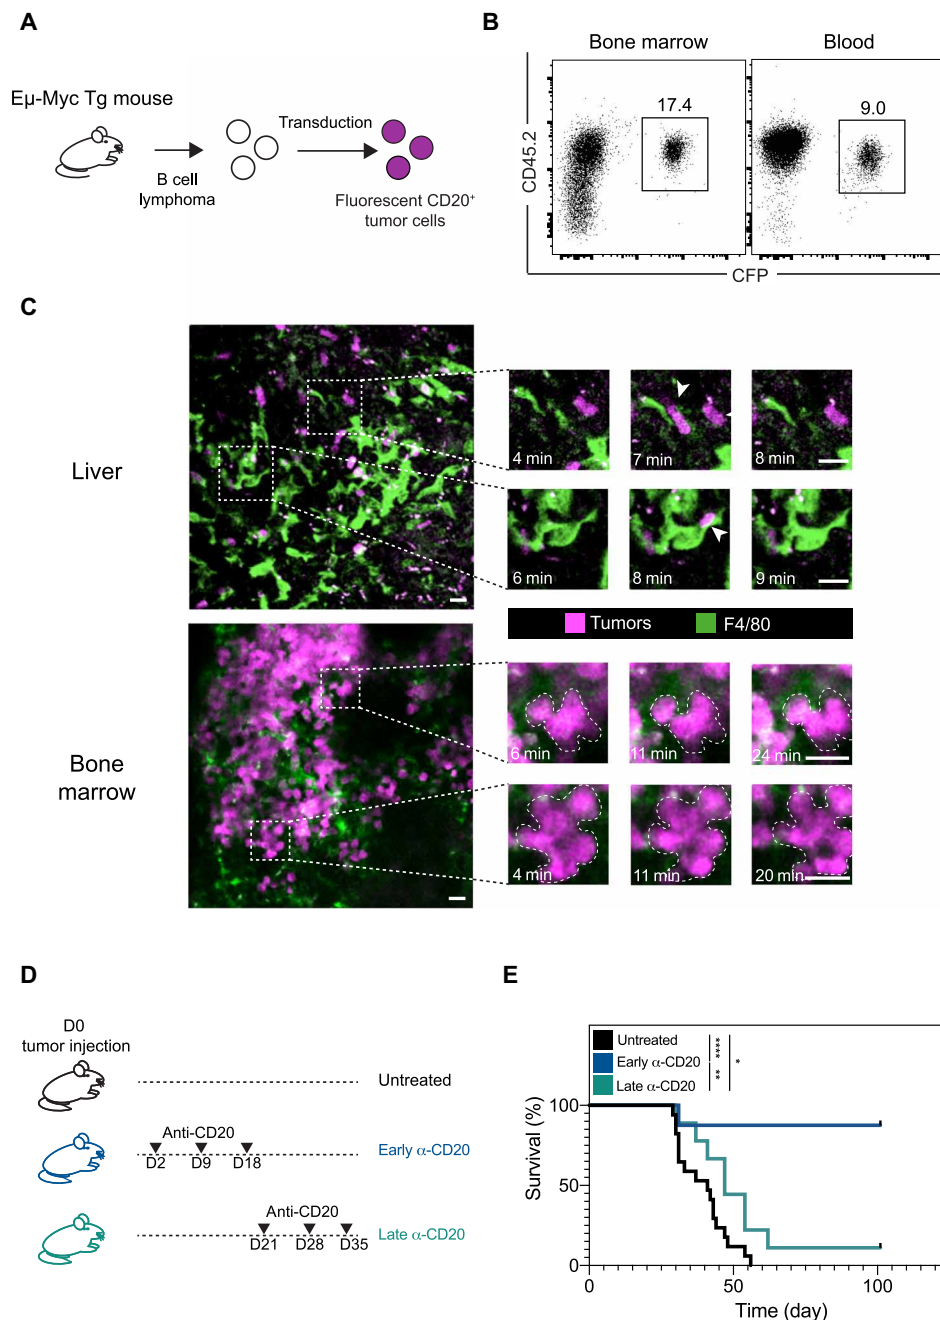 A
Eµ-Myc Tg mouse
B cell
lymphoma
Transduction
Fluorescent CD20+
tumor cells
B
Bone marrow
Blood
17.4
9.0
CD45.2
CFP
C
Liver
4 min
7 min
8 min
6 min
8 min
9 min
Tumors
F4/80
Bone
marrow
6 min
11 min
24 min
4 min
11 min
20 min
D
D0
tumor injection
Untreated
Anti-CD20
D2
D9
D18
Early α-CD20
Anti-CD20
D21
D28
D35
Late α-CD20
E
Untreated
Early α-CD20
Late α-CD20
****
**
*
Survival (%)
100
50
0
0
50
100
Time (day)